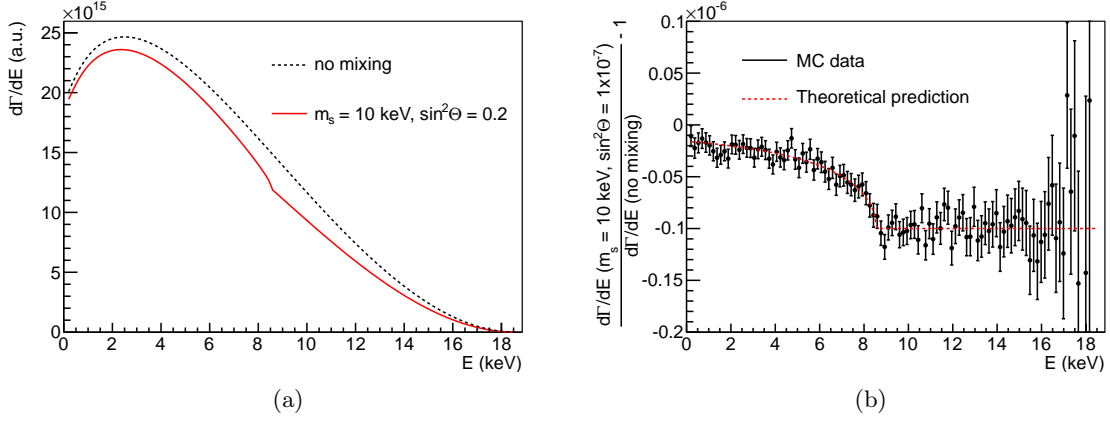 ×10¹⁵
dΓ/dE (a.u.)
25
20
15
10
5
0
no mixing
mₛ = 10 keV, sin²Θ = 0.2
0 2 4 6 8 10 12 14 16 18
E (keV)
(a)
×10⁻⁶
dΓ/dE (mₛ = 10 keV, sin²Θ = 1x10⁻⁷)
dΓ/dE (no mixing)
- 1
0.1
0.05
0
-0.05
-0.1
-0.15
-0.2
MC data
Theoretical prediction
0 2 4 6 8 10 12 14 16 18
E (keV)
(b)